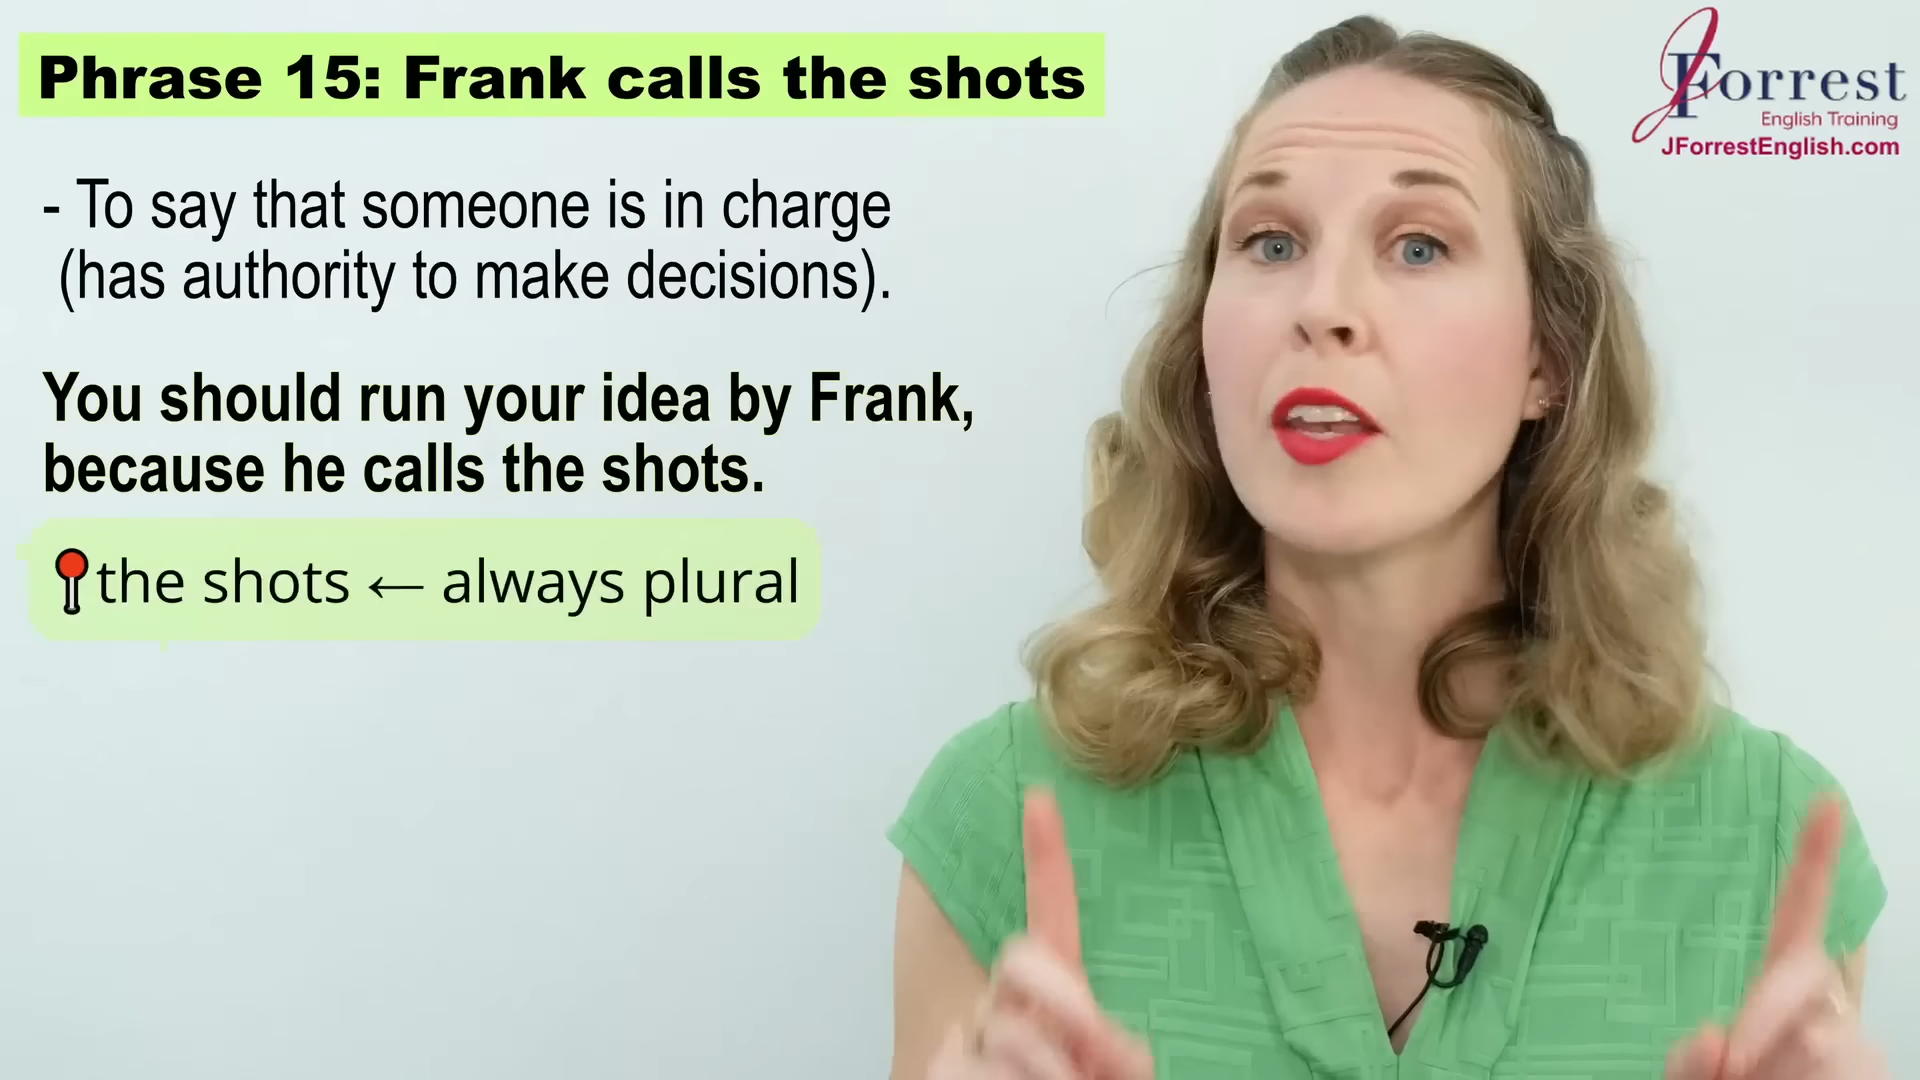 Phrase 15: Frank calls the shots
JForrest
English Training
JForrestEnglish.com
- To say that someone is in charge
(has authority to make decisions).
You should run your idea by Frank,
because he calls the shots.
📍the shots ← always plural